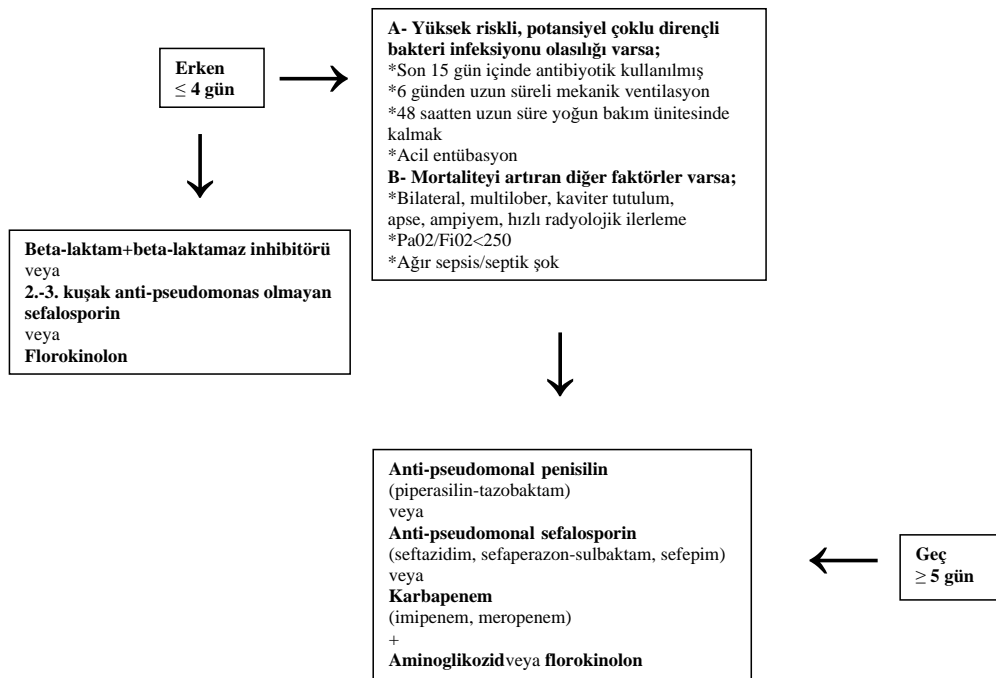 Erken
≤ 4 gün
A- Yüksek riskli, potansiyel çoklu dirençli
bakteri infeksiyonu olasılığı varsa;
*Son 15 gün içinde antibiyotik kullanılmış
*6 günden uzun süreli mekanik ventilasyon
*48 saatten uzun süre yoğun bakım ünitesinde
kalmak
*Acil entübasyon
B- Mortaliteyi artıran diğer faktörler varsa;
*Bilateral, multilober, kaviter tutulum,
apse, ampiyem, hızlı radyolojik ilerleme
*Pa02/Fi02<250
*Ağır sepsis/septik şok
Beta-laktam+beta-laktamaz inhibitörü
veya
2.-3. kuşak anti-pseudomonas olmayan
sefalosporin
veya
Florokinolon
Anti-pseudomonal penisilin
(piperasilin-tazobaktam)
veya
Anti-pseudomonal sefalosporin
(seftazidim, sefaperazon-sulbaktam, sefepim)
veya
Karbapenem
(imipenem, meropenem)
+
Aminoglikozidveya florokinolon
Geç
≥ 5 gün